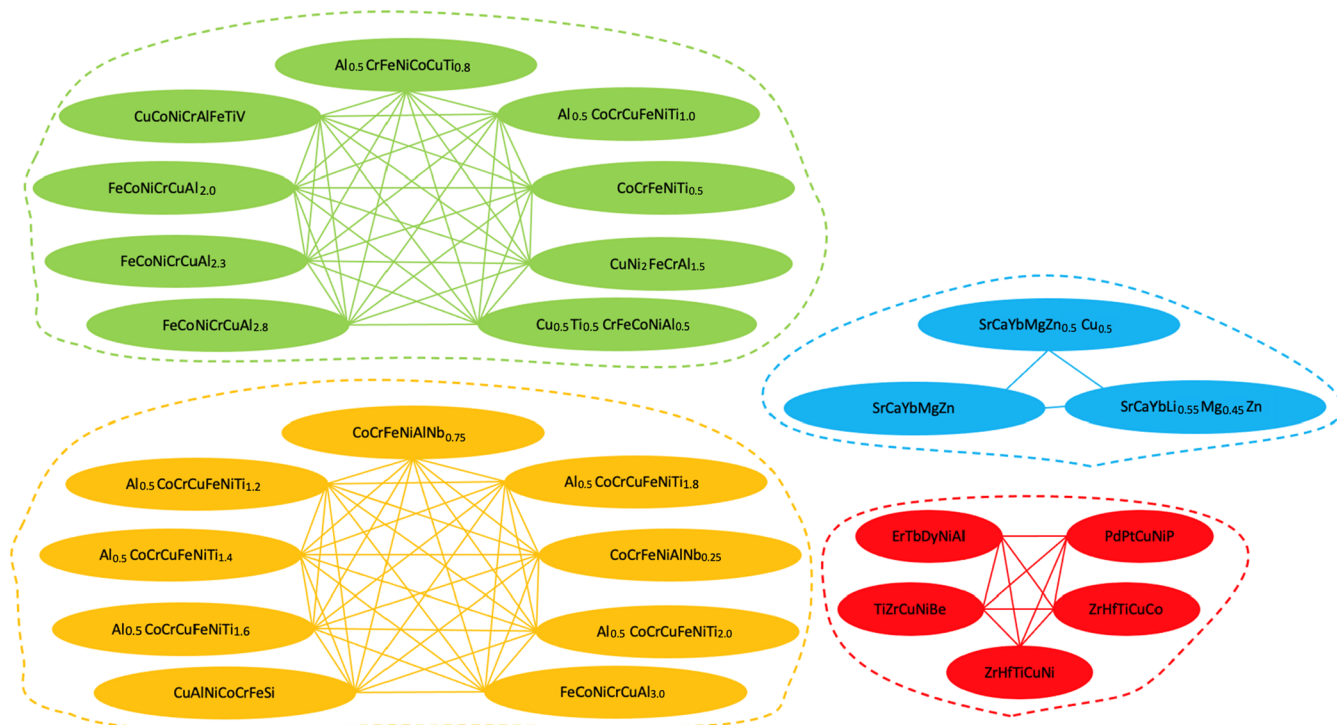 Al0.5 CrFeNiCoCuTi0.8
CuCoNiCrAlFeTiV
Al0.5 CoCrCuFeNiTi1.0
FeCoNiCrCuAl2.0
CoCrFeNiTi0.5
FeCoNiCrCuAl2.3
CuNi2 FeCrAl1.5
FeCoNiCrCuAl2.8
Cu0.5 Ti0.5 CrFeCoNiAl0.5
SrCaYbMgZn0.5 Cu0.5
SrCaYbMgZn
SrCaYbLi0.55 Mg0.45 Zn
CoCrFeNiAlNb0.75
Al0.5 CoCrCuFeNiTi1.2
Al0.5 CoCrCuFeNiTi1.8
Al0.5 CoCrCuFeNiTi1.4
CoCrFeNiAlNb0.25
Al0.5 CoCrCuFeNiTi1.6
Al0.5 CoCrCuFeNiTi2.0
CuAlNiCoCrFeSi
FeCoNiCrCuAl3.0
ErTbDyNiAl
PdPtCuNiP
TiZrCuNiBe
ZrHfTiCuCo
ZrHfTiCuNi